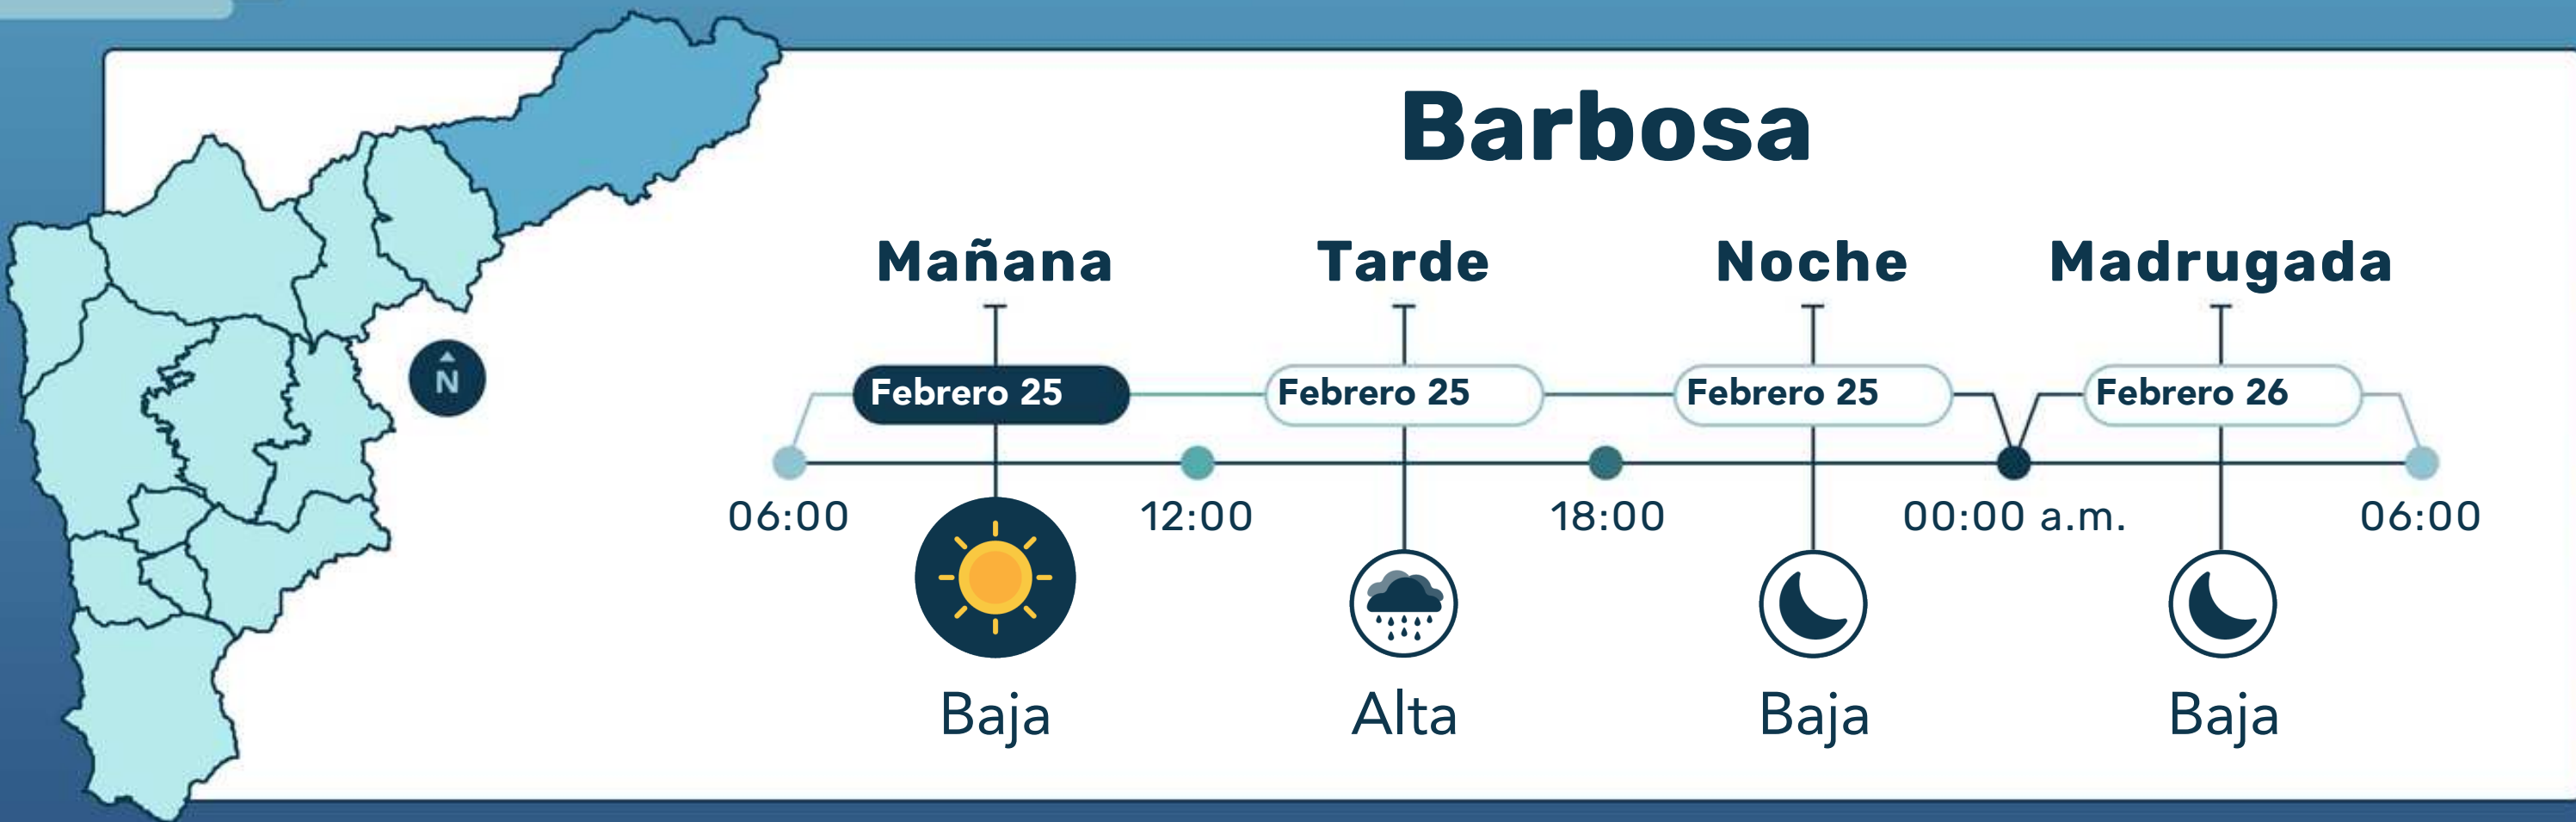 Barbosa
Mañana Tarde Noche Madrugada
N
Febrero 25 Febrero 25 Febrero 25 Febrero 26
06:00 12:00 18:00 00:00 a.m. 06:00
Baja Alta Baja Baja